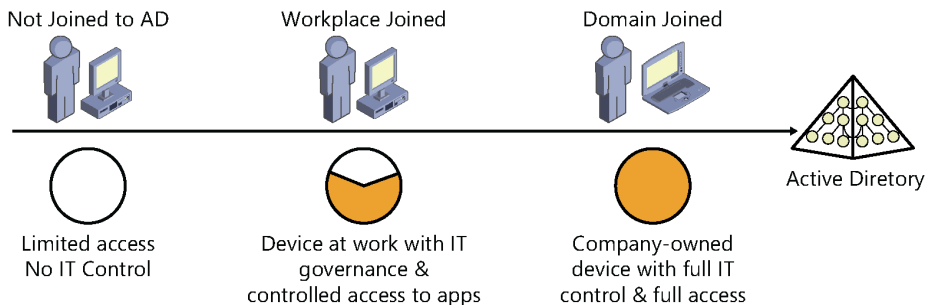 Not Joined to AD
Workplace Joined
Domain Joined
Active Diretory
Limited access
No IT Control
Device at work with IT
governance &
controlled access to apps
Company-owned
device with full IT
control & full access